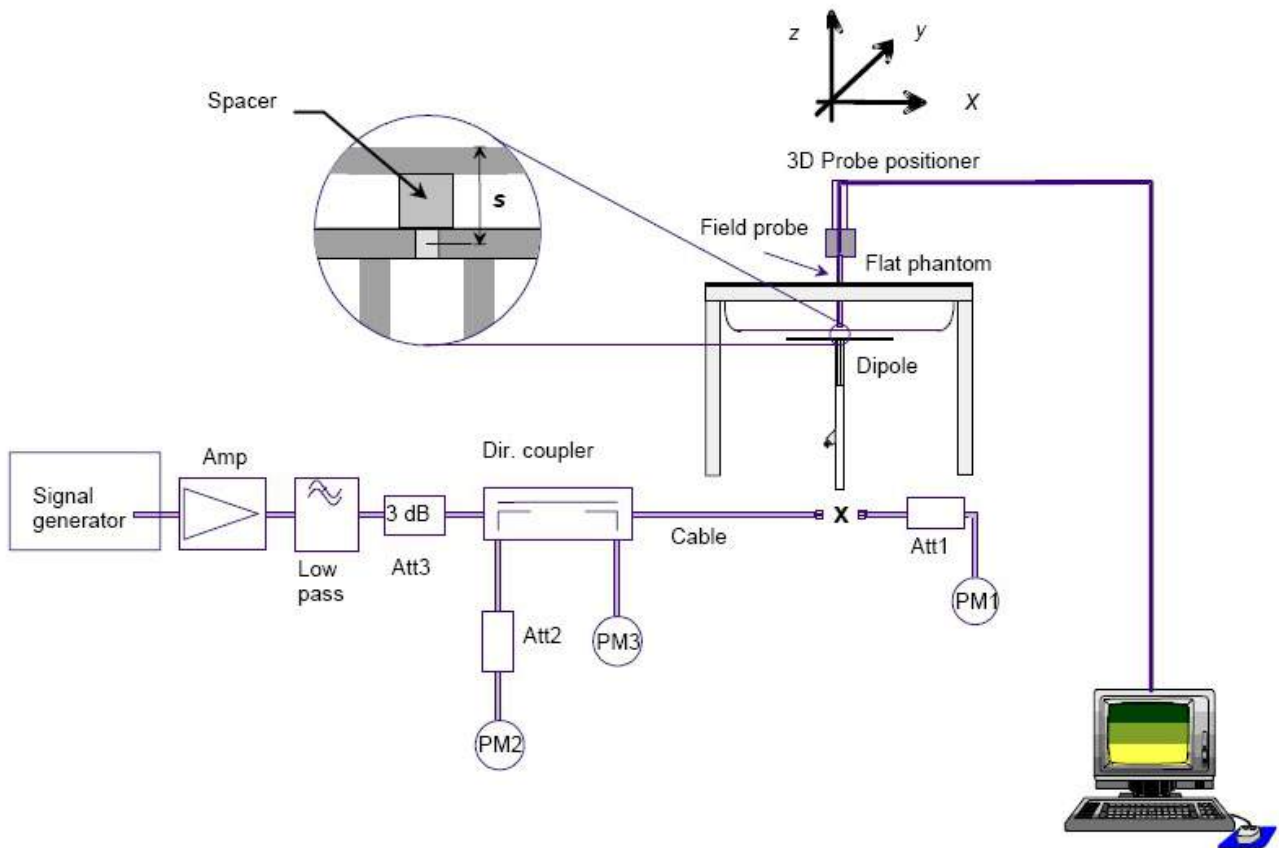 z
y
X
Spacer
s
3D Probe positioner
Field probe
Flat phantom
Dipole
Signal
generator
Amp
Low
pass
3 dB
Att3
Dir. coupler
Cable
X
Att1
PM1
Att2
PM3
PM2